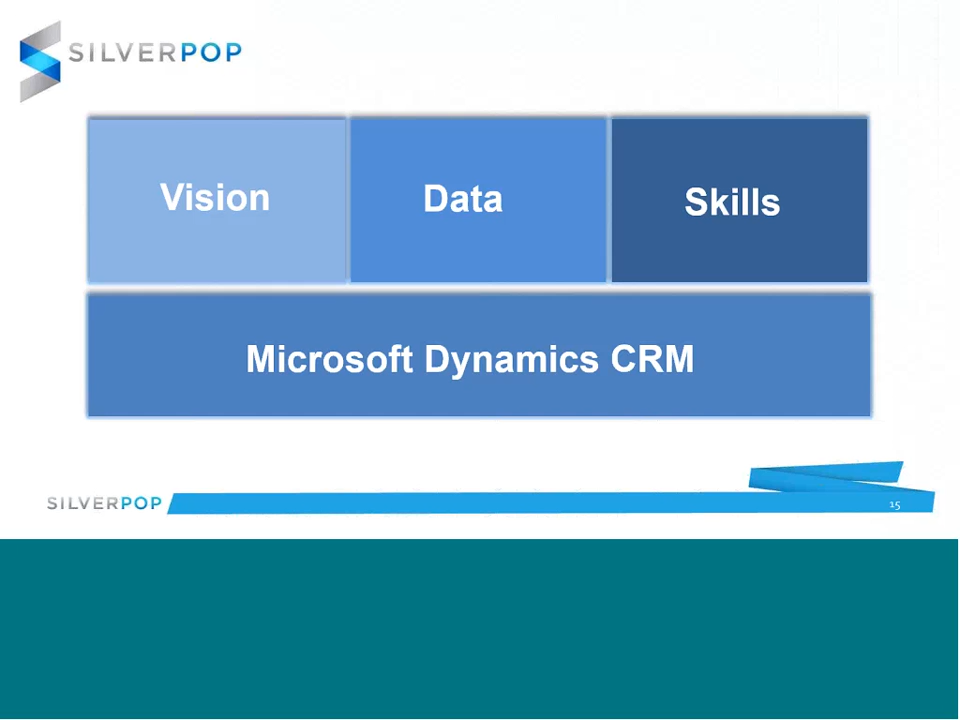 SILVERPOP
Vision
Data
Skills
Microsoft Dynamics CRM
SILVERPOP
15